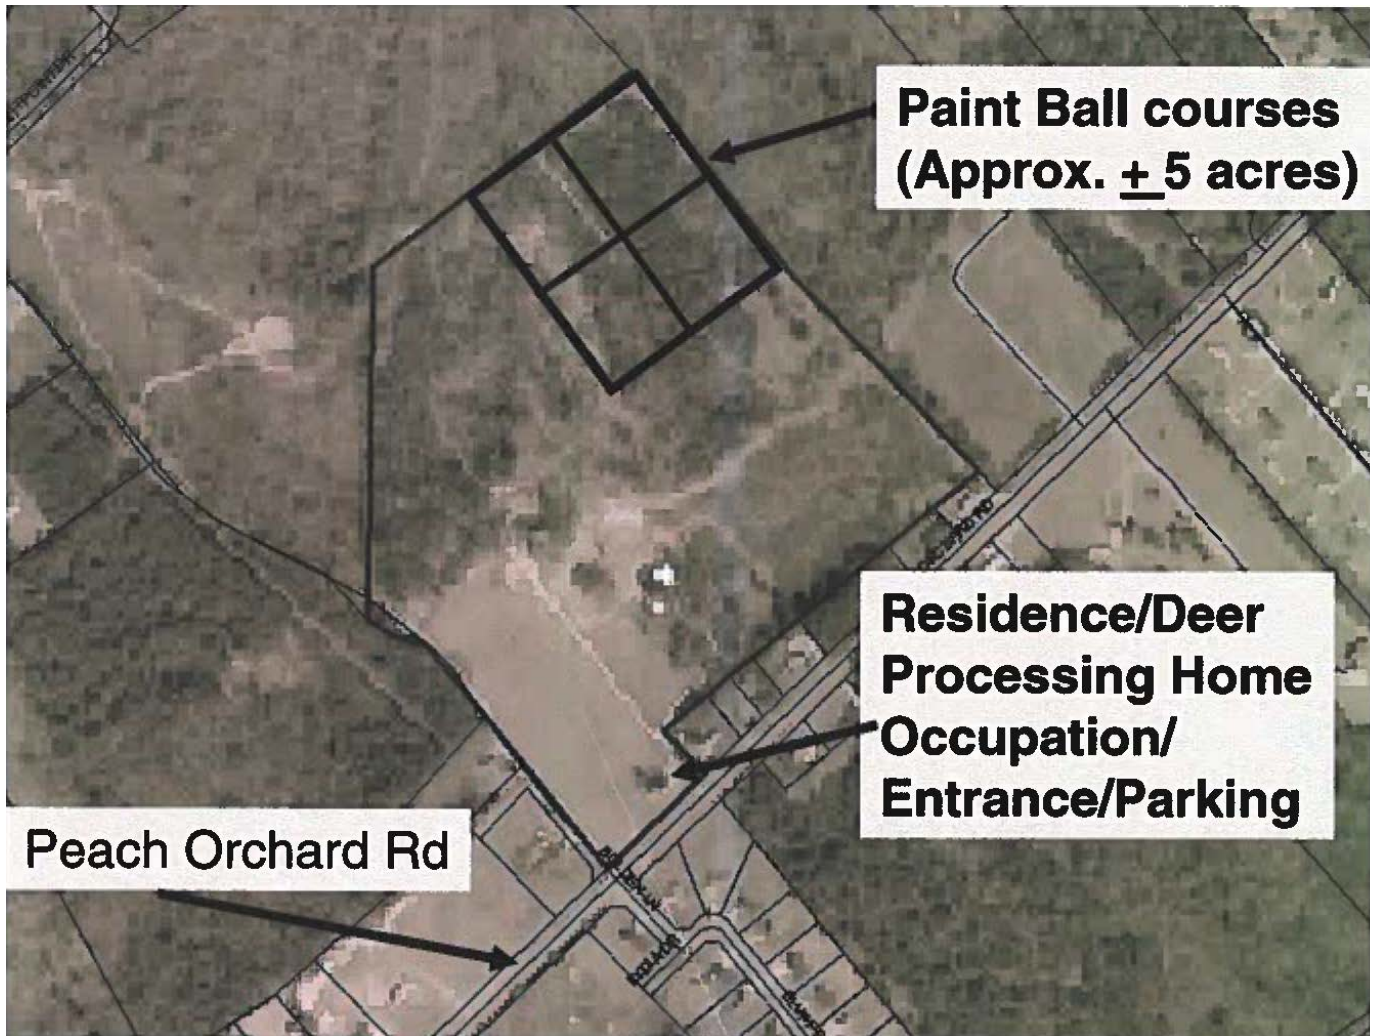 Paint Ball courses
(Approx. + 5 acres)
Residence/Deer
Processing Home
Occupation/
Entrance/Parking
Peach Orchard Rd